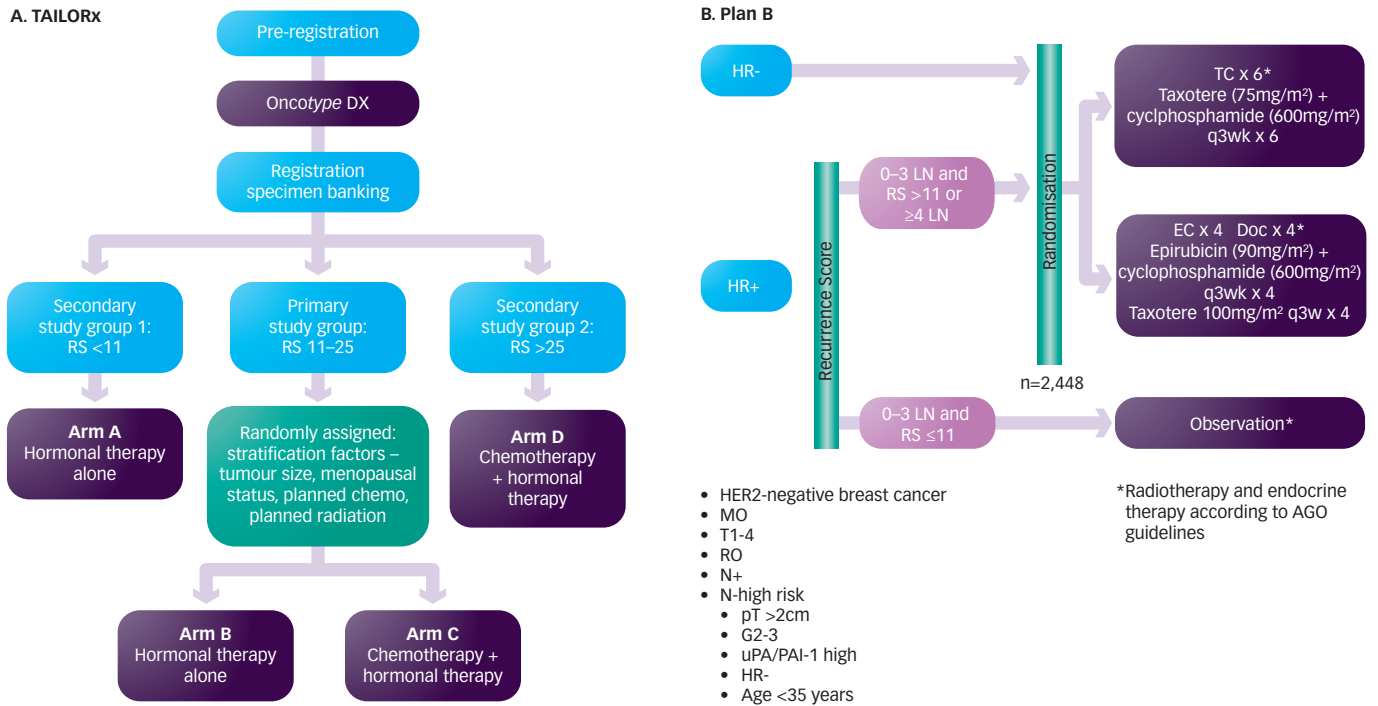 A. TAILORx
Pre-registration
Oncotype DX
Registration
specimen banking
Secondary
study group 1:
RS <11
Primary
study group:
RS 11–25
Secondary
study group 2:
RS >25
Arm A
Hormonal therapy
alone
Randomly assigned:
stratification factors –
tumour size, menopausal
status, planned chemo,
planned radiation
Arm D
Chemotherapy
+ hormonal
therapy
Arm B
Hormonal therapy
alone
Arm C
Chemotherapy +
hormonal therapy
B. Plan B
HR-
HR+
Recurrence Score
0–3 LN and
RS >11 or
≥4 LN
0–3 LN and
RS ≤11
Randomisation
n=2,448
TC x 6*
Taxotere (75mg/m²) +
cyclphosphamide (600mg/m²)
q3wk x 6
EC x 4 Doc x 4*
Epirubicin (90mg/m²) +
cyclophosphamide (600mg/m²)
q3wk x 4
Taxotere 100mg/m² q3w x 4
Observation*
• HER2-negative breast cancer
• MO
• T1-4
• RO
• N+
• N-high risk
• pT >2cm
• G2-3
• uPA/PAI-1 high
• HR-
• Age <35 years
*Radiotherapy and endocrine
therapy according to AGO
guidelines